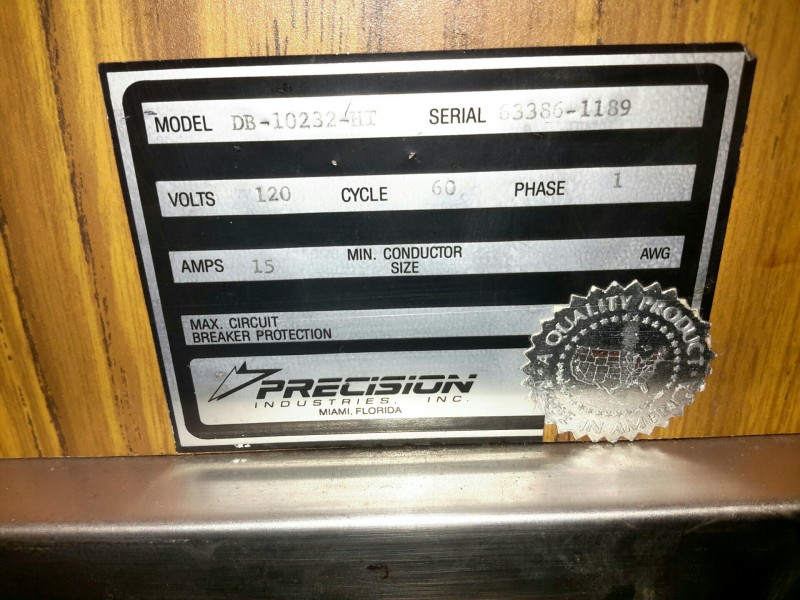 MODEL DB-10232-HT SERIAL 63386-1189
VOLTS 120 CYCLE 60 PHASE 1
AMPS 15 MIN. CONDUCTOR SIZE AWG
MAX. CIRCUIT
BREAKER PROTECTION
PRECISION
INDUSTRIES, INC.
MIAMI, FLORIDA
A QUALITY PRODUCT
IN AMERICA